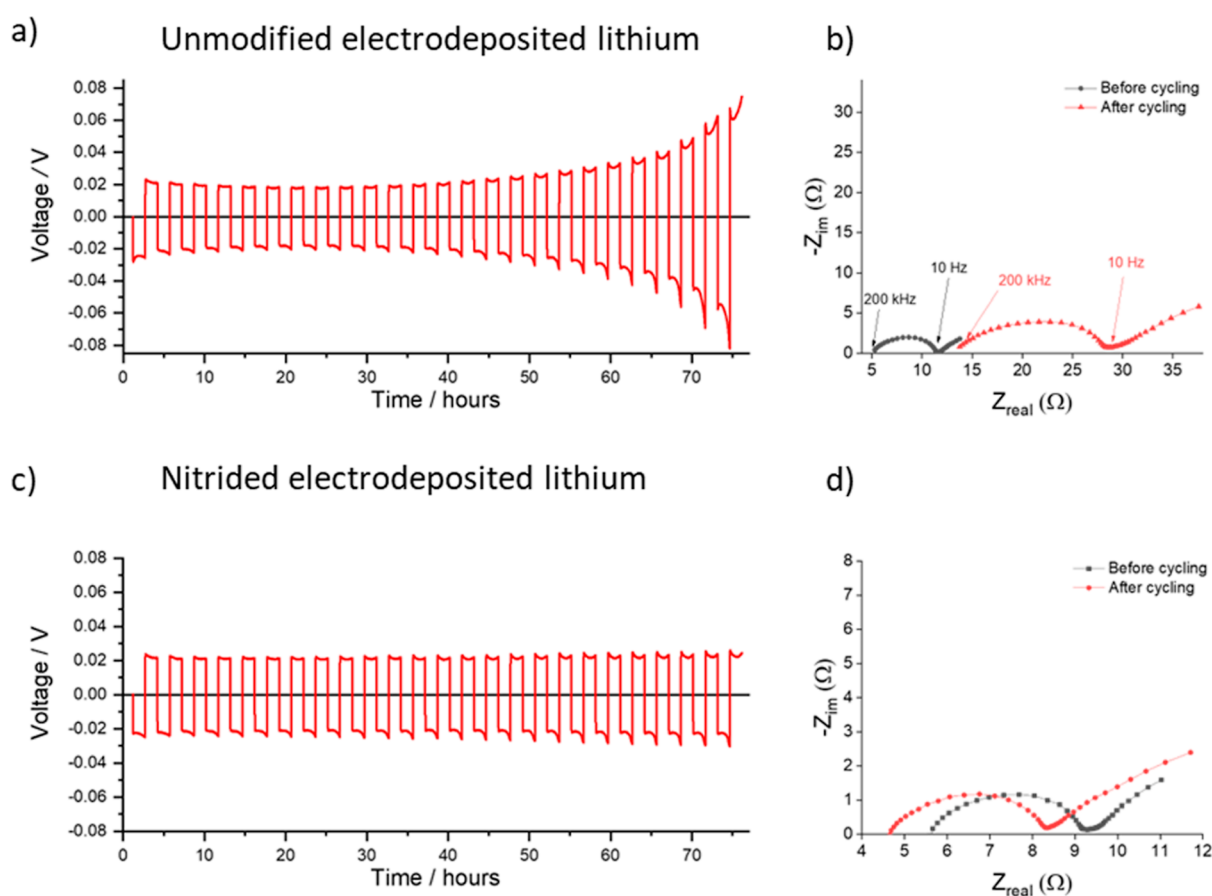 a)
Unmodified electrodeposited lithium
0.08
0.06
0.04
0.02
0.00
-0.02
-0.04
-0.06
-0.08
Voltage / V
0 10 20 30 40 50 60 70
Time / hours
b)
Before cycling
After cycling
30
25
20
15
10
5
0
-Z_im (Ω)
200 kHz
10 Hz
200 kHz
10 Hz
5 10 15 20 25 30 35
Z_real (Ω)
c)
Nitrided electrodeposited lithium
0.08
0.06
0.04
0.02
0.00
-0.02
-0.04
-0.06
-0.08
Voltage / V
0 10 20 30 40 50 60 70
Time / hours
d)
Before cycling
After cycling
8
7
6
5
4
3
2
1
0
-Z_im (Ω)
4 5 6 7 8 9 10 11 12
Z_real (Ω)